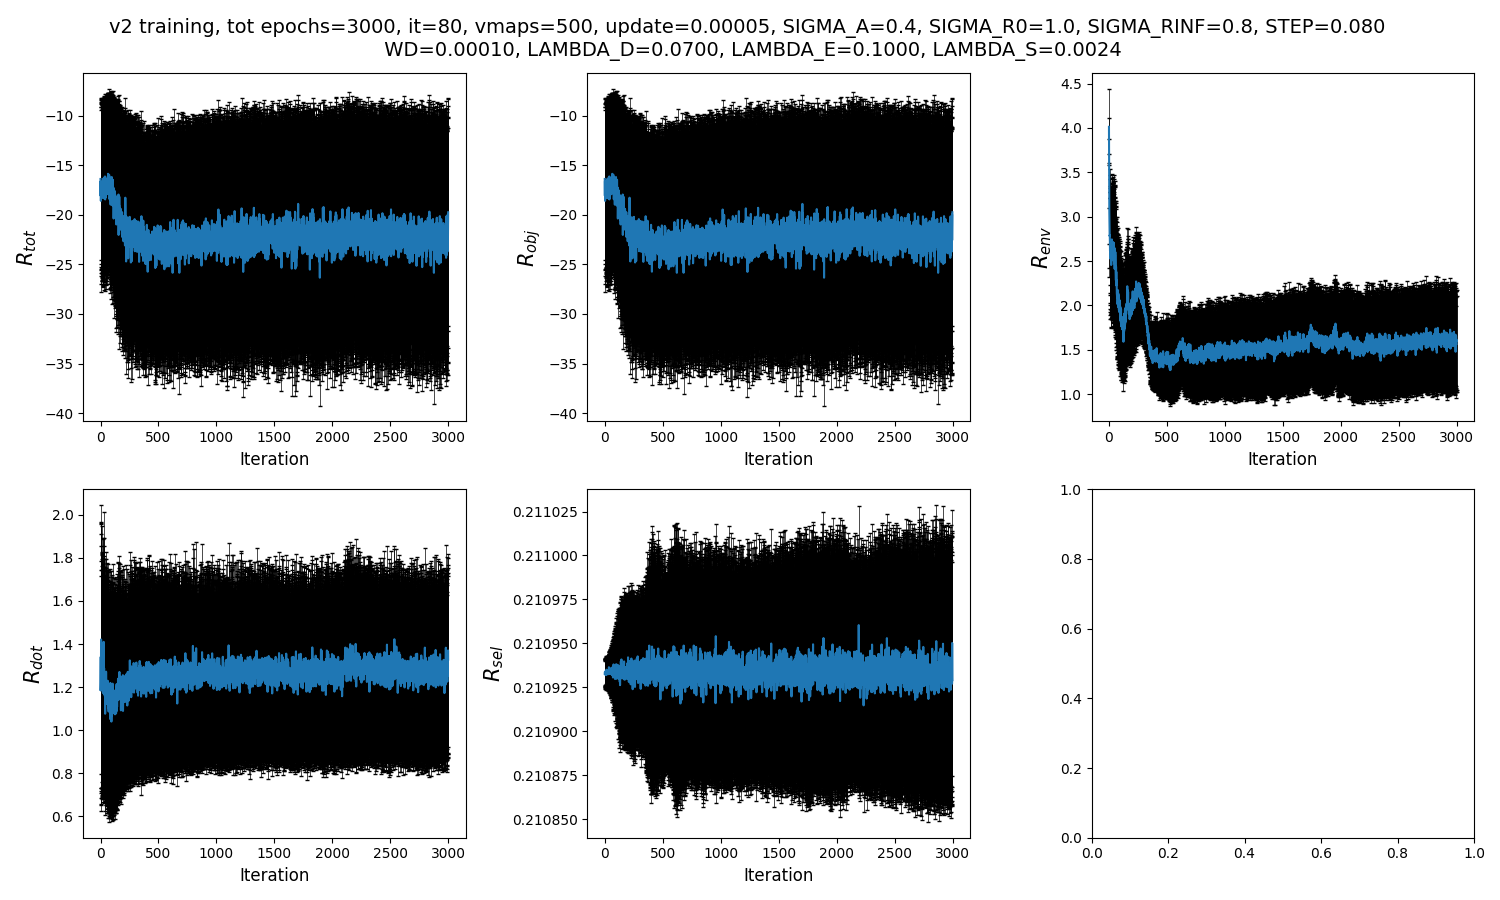 v2 training, tot epochs=3000, it=80, vmaps=500, update=0.00005, SIGMA_A=0.4, SIGMA_R0=1.0, SIGMA_RINF=0.8, STEP=0.080
WD=0.00010, LAMBDA_D=0.0700, LAMBDA_E=0.1000, LAMBDA_S=0.0024
R_tot
−10
−15
−20
−25
−30
−35
−40
0 500 1000 1500 2000 2500 3000
Iteration
R_obj
−10
−15
−20
−25
−30
−35
−40
0 500 1000 1500 2000 2500 3000
Iteration
R_env
4.5
4.0
3.5
3.0
2.5
2.0
1.5
1.0
0 500 1000 1500 2000 2500 3000
Iteration
R_dot
2.0
1.8
1.6
1.4
1.2
1.0
0.8
0.6
0 500 1000 1500 2000 2500 3000
Iteration
R_sel
0.211025
0.211000
0.210975
0.210950
0.210925
0.210900
0.210875
0.210850
0 500 1000 1500 2000 2500 3000
Iteration
1.0
0.8
0.6
0.4
0.2
0.0
0.0 0.2 0.4 0.6 0.8 1.0